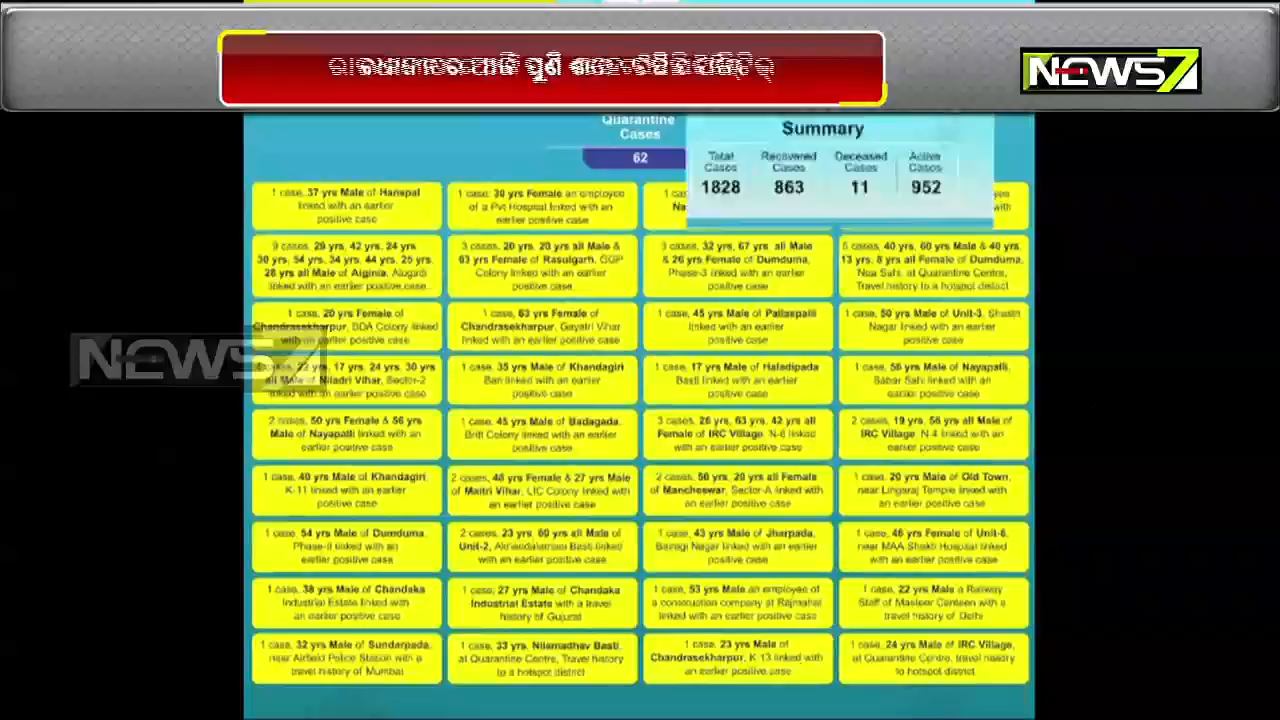 NEWS7
Quarantine
Cases
62
Summary
Total
Cases
Recovered
Cases
Deceased
Cases
Active
Cases
1828
863
11
952
1 case, 37 yrs Male of Hanspal
linked with an earlier
positive case
1 case, 30 yrs Female an employee
of a Pvt Hospital linked with an
earlier positive case
9 cases, 29 yrs, 42 yrs, 24 yrs
30 yrs, 54 yrs, 34 yrs, 44 yrs, 25 yrs,
28 yrs all Male of Aiginia,
linked with an earlier positive case
3 cases, 20 yrs, 20 yrs all Male &
63 yrs Female of Rasulgarh, GGP
Colony linked with an earlier
positive case
3 cases, 32 yrs, 67 yrs all Male
& 26 yrs Female of Dumduma,
Phase-3 linked with an earlier
positive case
40 yrs, 60 yrs Male & 40 yrs,
13 yrs, 8 yrs all Female of Dumduma,
Noa Sahi, at Quarantine Centre,
Travel history to a hotspot district
1 case, 20 yrs Female of
Chandrasekharpur, BDA Colony linked
with an earlier positive case
1 case, 63 yrs Female of
Chandrasekharpur, Gayatri Vihar
linked with an earlier positive case
1 case, 45 yrs Male of Pallaspalli
linked with an earlier
positive case
1 case, 50 yrs Male of Unit-3, Shastri
Nagar linked with an earlier
positive case
NEWS7
22 yrs, 17 yrs, 24 yrs, 30 yrs
all Male of Niladri Vihar, Sector-2
linked with an earlier positive case
1 case, 35 yrs Male of Khandagiri
Bari linked with an earlier
positive case
1 case, 17 yrs Male of Haladipada
Basti linked with an earlier
positive case
1 case, 56 yrs Male of Nayapalli,
Sabar Sahi linked with an
earlier positive case
2 cases, 50 yrs Female & 56 yrs
Male of Nayapalli linked with an
earlier positive case
1 case, 45 yrs Male of Badagada,
Brit Colony linked with an earlier
positive case
3 cases, 26 yrs, 63 yrs, 42 yrs all
Female of IRC Village, N-6 linked
with an earlier positive case
2 cases, 19 yrs, 56 yrs all Male of
IRC Village, N-4 linked with an
earlier positive case
1 case, 40 yrs Male of Khandagiri,
K-11 linked with an earlier
positive case
2 cases, 48 yrs Female & 27 yrs Male
of Maitri Vihar, LIC Colony linked with
an earlier positive case
2 cases, 50 yrs, 20 yrs all Female
of Mancheswar, Sector-A linked with
an earlier positive case
1 case, 20 yrs Male of Old Town,
near Lingaraj Temple linked with
an earlier positive case
1 case, 54 yrs Male of Dumduma,
Phase-II linked with an
earlier positive case
2 cases, 23 yrs, 60 yrs all Male of
Unit-2, Basti linked
with an earlier positive case
1 case, 43 yrs Male of Jharpada,
Bairagi Nagar linked with an earlier
positive case
1 case, 46 yrs Female of Unit-6,
near MAA Shakti Hospital linked
with an earlier positive case
1 case, 38 yrs Male of Chandaka
Industrial Estate linked with
an earlier positive case
1 case, 27 yrs Male of Chandaka
Industrial Estate with a travel
history of Gujurat
1 case, 53 yrs Male an employee of
a construction company at Rajmahal
linked with an earlier positive case
1 case, 22 yrs Male a Railway
Staff of Master Canteen with a
travel history of Delhi
1 case, 32 yrs Male of Sundarpada,
near Airfield Police Station with a
travel history of Mumbai
1 case, 33 yrs, Nilamadhav Basti,
at Quarantine Centre, Travel history
to a hotspot district
1 case, 23 yrs Male of
Chandrasekharpur, K-13 linked with
an earlier positive case
1 case, 24 yrs Male of IRC Village,
at Quarantine Centre, travel history
to hotspot district